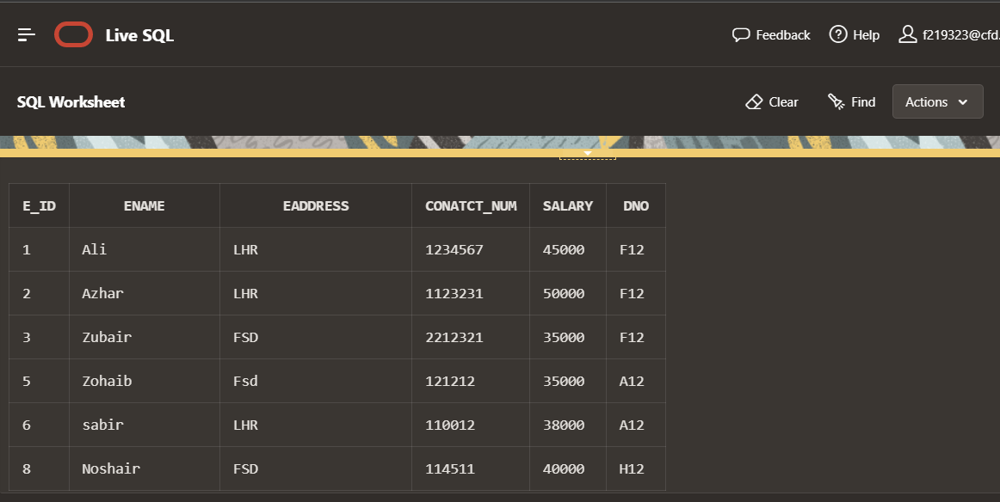 Live SQL Feedback Help f219323@cfd.
SQL Worksheet Clear Find Actions
E_ID ENAME EADDRESS CONATCT_NUM SALARY DNO
1 Ali LHR 1234567 45000 F12
2 Azhar LHR 1123231 50000 F12
3 Zubair FSD 2212321 35000 F12
5 Zohaib Fsd 121212 35000 A12
6 sabir LHR 110012 38000 A12
8 Noshair FSD 114511 40000 H12